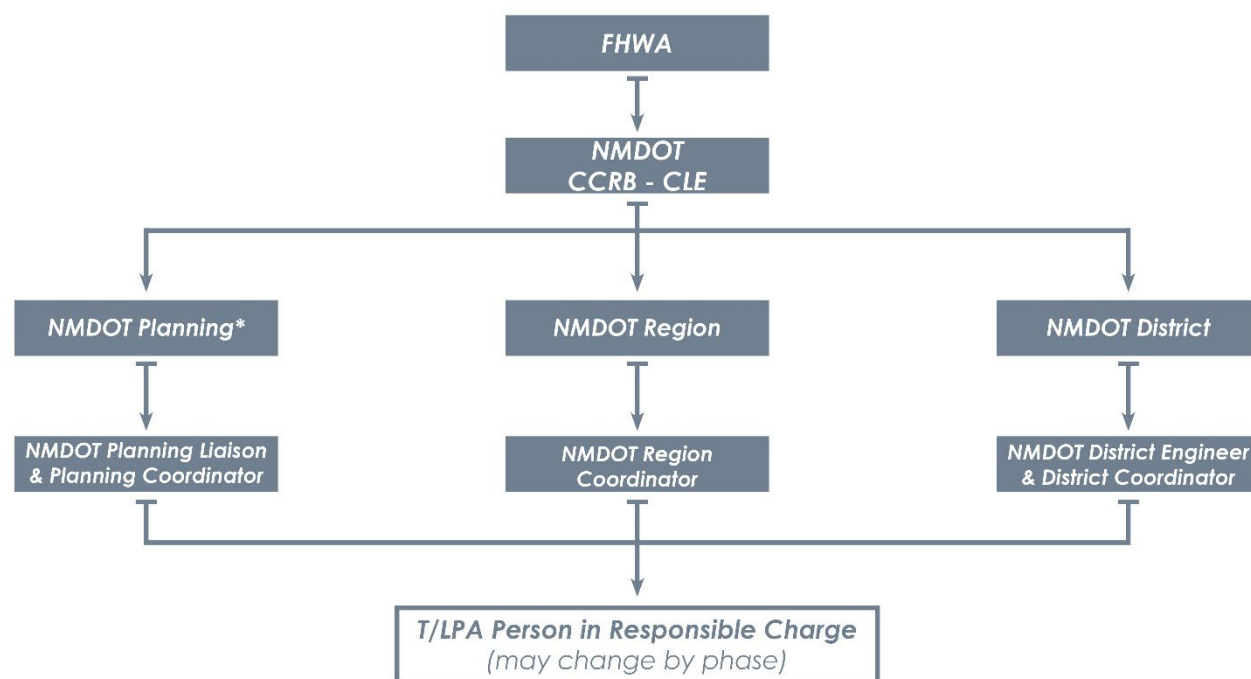 FHWA
NMDOT
CCRB - CLE
NMDOT Planning*
NMDOT Region
NMDOT District
NMDOT Planning Liaison
& Planning Coordinator
NMDOT Region
Coordinator
NMDOT District Engineer
& District Coordinator
T/LPA Person in Responsible Charge
(may change by phase)